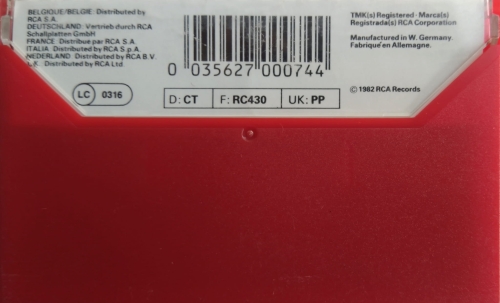 BELGIQUE/BELGIE. Distributed by
RCA S.A.
DEUTSCHLAND. Vertrieb durch RCA
Schallplatten GmbH
FRANCE. Distribue par RCA S.A.
ITALIA. Distributed by RCA S.p.A.
NEDERLAND. Distributed by RCA B.V.
U.K. Distributed by RCA Ltd
LC 0316
0 035627 000744
D: CT F: RC430 UK: PP
TMK(s) Registered · Marca(s)
Registrada(s) RCA Corporation
Manufactured in W. Germany.
Fabriqué en Allemagne.
© 1982 RCA Records